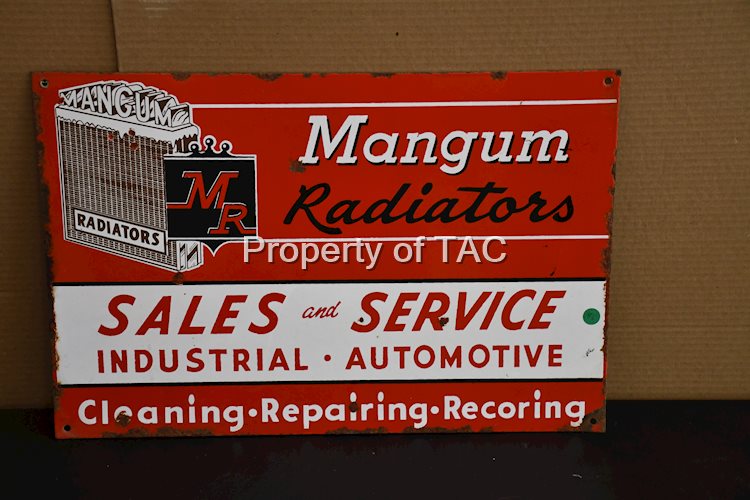 MANGUM
RADIATORS
MR
Mangum
Radiators
Property of TAC
SALES and SERVICE
INDUSTRIAL · AUTOMOTIVE
Cleaning·Repairing·Recoring